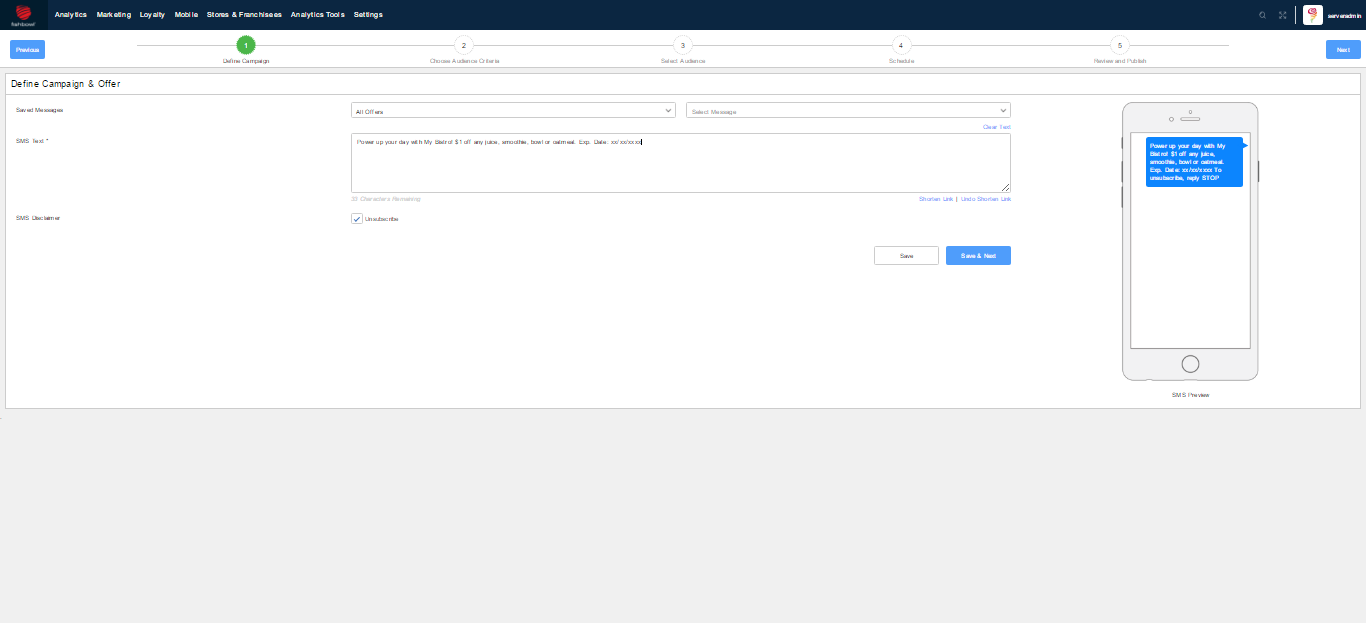 fishbowl
Analytics Marketing Loyalty Mobile Stores & Franchisees Analytics Tools Settings
serveradmin
Previous
1 2 3 4 5
Define Campaign Choose Audience Criteria Select Audience Schedule Review and Publish
Next
Define Campaign & Offer
Saved Messages
All Offers
Select Message
Clear Text
SMS Text *
Power up your day with My Bistro! $1 off any juice, smoothie, bowl or oatmeal. Exp. Date: xx/xx/xxxx
33 Characters Remaining
Shorten Link | Undo Shorten Link
SMS Disclaimer
Unsubscribe
Save
Save & Next
Power up your day with My
Bistro! $1 off any juice,
smoothie, bowl or oatmeal.
Exp. Date: xx/xx/xxxx To
unsubscribe, reply STOP
SMS Preview